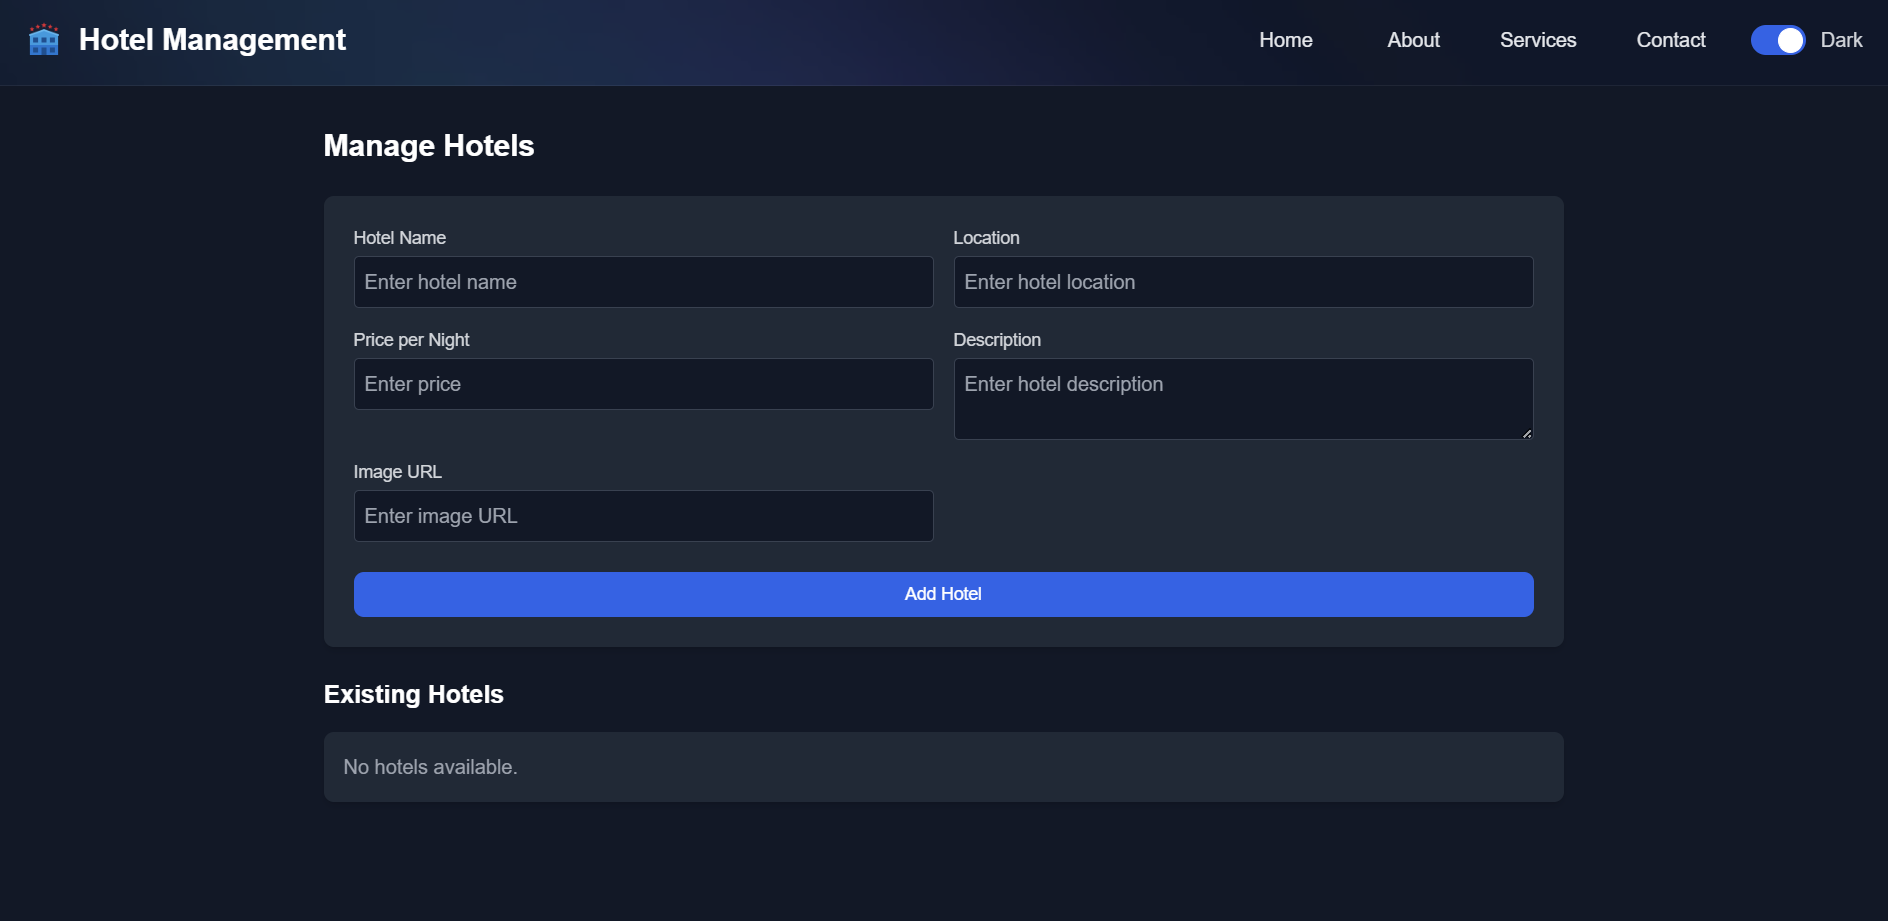 Hotel Management
Home About Services Contact Dark
Manage Hotels
Hotel Name Location
Enter hotel name Enter hotel location
Price per Night Description
Enter price Enter hotel description
Image URL
Enter image URL
Add Hotel
Existing Hotels
No hotels available.